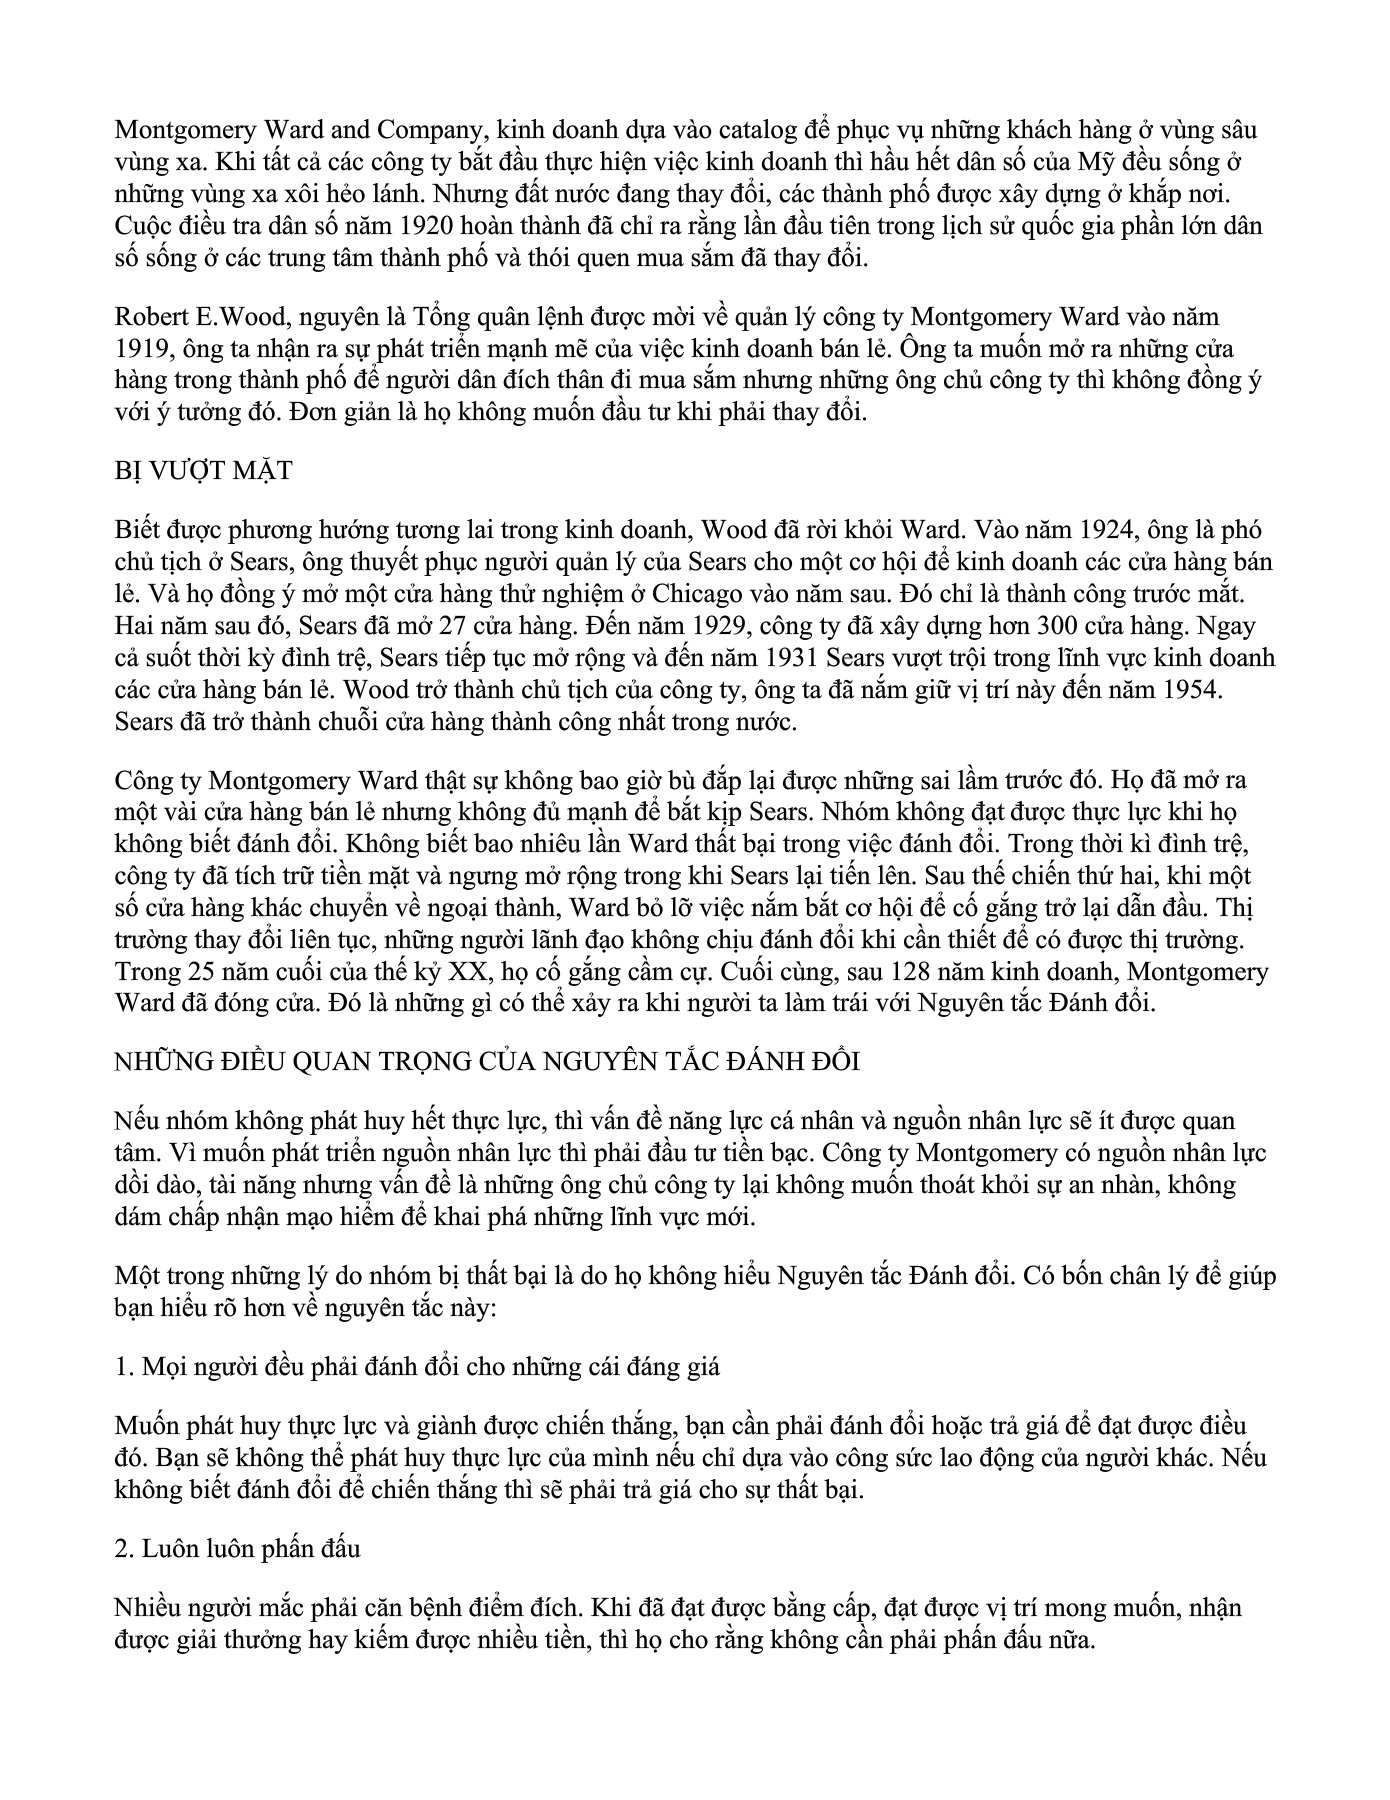 Montgomery Ward and Company, kinh doanh dựa vào catalog để phục vụ những khách hàng ở vùng sâu
vùng xa. Khi tất cả các công ty bắt đầu thực hiện việc kinh doanh thì hầu hết dân số của Mỹ đều sống ở
những vùng xa xôi hẻo lánh. Nhưng đất nước đang thay đổi, các thành phố được xây dựng ở khắp nơi.
Cuộc điều tra dân số năm 1920 hoàn thành đã chỉ ra rằng lần đầu tiên trong lịch sử quốc gia phần lớn dân
số sống ở các trung tâm thành phố và thói quen mua sắm đã thay đổi.
Robert E.Wood, nguyên là Tổng quân lệnh được mời về quản lý công ty Montgomery Ward vào năm
1919, ông ta nhận ra sự phát triển mạnh mẽ của việc kinh doanh bán lẻ. Ông ta muốn mở ra những cửa
hàng trong thành phố để người dân đích thân đi mua sắm nhưng những ông chủ công ty thì không đồng ý
với ý tưởng đó. Đơn giản là họ không muốn đầu tư khi phải thay đổi.
BỊ VƯỢT MẶT
Biết được phương hướng tương lai trong kinh doanh, Wood đã rời khỏi Ward. Vào năm 1924, ông là phó
chủ tịch ở Sears, ông thuyết phục người quản lý của Sears cho một cơ hội để kinh doanh các cửa hàng bán
lẻ. Và họ đồng ý mở một cửa hàng thử nghiệm ở Chicago vào năm sau. Đó chỉ là thành công trước mắt.
Hai năm sau đó, Sears đã mở 27 cửa hàng. Đến năm 1929, công ty đã xây dựng hơn 300 cửa hàng. Ngay
cả suốt thời kỳ đình trệ, Sears tiếp tục mở rộng và đến năm 1931 Sears vượt trội trong lĩnh vực kinh doanh
các cửa hàng bán lẻ. Wood trở thành chủ tịch của công ty, ông ta đã nắm giữ vị trí này đến năm 1954.
Sears đã trở thành chuỗi cửa hàng thành công nhất trong nước.
Công ty Montgomery Ward thật sự không bao giờ bù đắp lại được những sai lầm trước đó. Họ đã mở ra
một vài cửa hàng bán lẻ nhưng không đủ mạnh để bắt kịp Sears. Nhóm không đạt được thực lực khi họ
không biết đánh đổi. Không biết bao nhiêu lần Ward thất bại trong việc đánh đổi. Trong thời kì đình trệ,
công ty đã tích trữ tiền mặt và ngưng mở rộng trong khi Sears lại tiến lên. Sau thế chiến thứ hai, khi một
số cửa hàng khác chuyển về ngoại thành, Ward bỏ lỡ việc nắm bắt cơ hội để cố gắng trở lại dẫn đầu. Thị
trường thay đổi liên tục, những người lãnh đạo không chịu đánh đổi khi cần thiết để có được thị trường.
Trong 25 năm cuối của thế kỷ XX, họ cố gắng cầm cự. Cuối cùng, sau 128 năm kinh doanh, Montgomery
Ward đã đóng cửa. Đó là những gì có thể xảy ra khi người ta làm trái với Nguyên tắc Đánh đổi.
NHỮNG ĐIỀU QUAN TRỌNG CỦA NGUYÊN TẮC ĐÁNH ĐỔI
Nếu nhóm không phát huy hết thực lực, thì vấn đề năng lực cá nhân và nguồn nhân lực sẽ ít được quan
tâm. Vì muốn phát triển nguồn nhân lực thì phải đầu tư tiền bạc. Công ty Montgomery có nguồn nhân lực
dồi dào, tài năng nhưng vấn đề là những ông chủ công ty lại không muốn thoát khỏi sự an nhàn, không
dám chấp nhận mạo hiểm để khai phá những lĩnh vực mới.
Một trong những lý do nhóm bị thất bại là do họ không hiểu Nguyên tắc Đánh đổi. Có bốn chân lý để giúp
bạn hiểu rõ hơn về nguyên tắc này:
1. Mọi người đều phải đánh đổi cho những cái đáng giá
Muốn phát huy thực lực và giành được chiến thắng, bạn cần phải đánh đổi hoặc trả giá để đạt được điều
đó. Bạn sẽ không thể phát huy thực lực của mình nếu chỉ dựa vào công sức lao động của người khác. Nếu
không biết đánh đổi để chiến thắng thì sẽ phải trả giá cho sự thất bại.
2. Luôn luôn phấn đấu
Nhiều người mắc phải căn bệnh điểm đích. Khi đã đạt được bằng cấp, đạt được vị trí mong muốn, nhận
được giải thưởng hay kiếm được nhiều tiền, thì họ cho rằng không cần phải phấn đấu nữa.